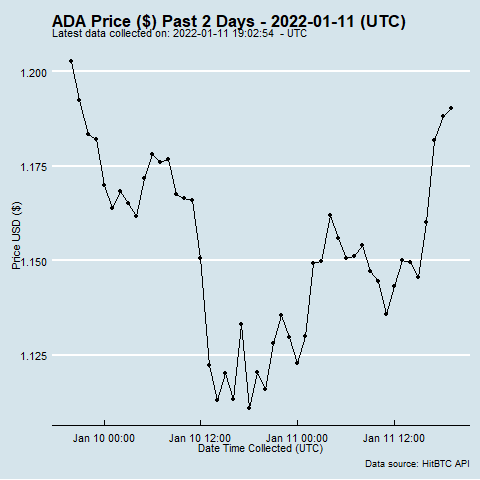 ADA Price ($) Past 2 Days - 2022-01-11 (UTC)
Latest data collected on: 2022-01-11 19:02:54 - UTC
1.200
1.175
1.150
1.125
Price USD ($)
Jan 10 00:00 Jan 10 12:00 Jan 11 00:00 Jan 11 12:00
Date Time Collected (UTC)
Data source: HitBTC API